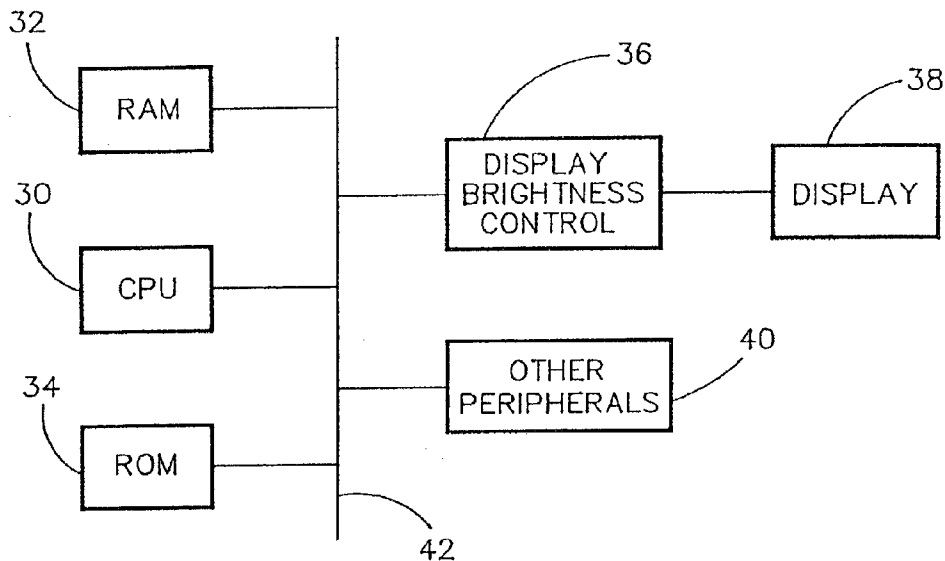 32
RAM
36
38
DISPLAY
BRIGHTNESS
CONTROL
DISPLAY
30
CPU
40
OTHER
PERIPHERALS
34
ROM
42